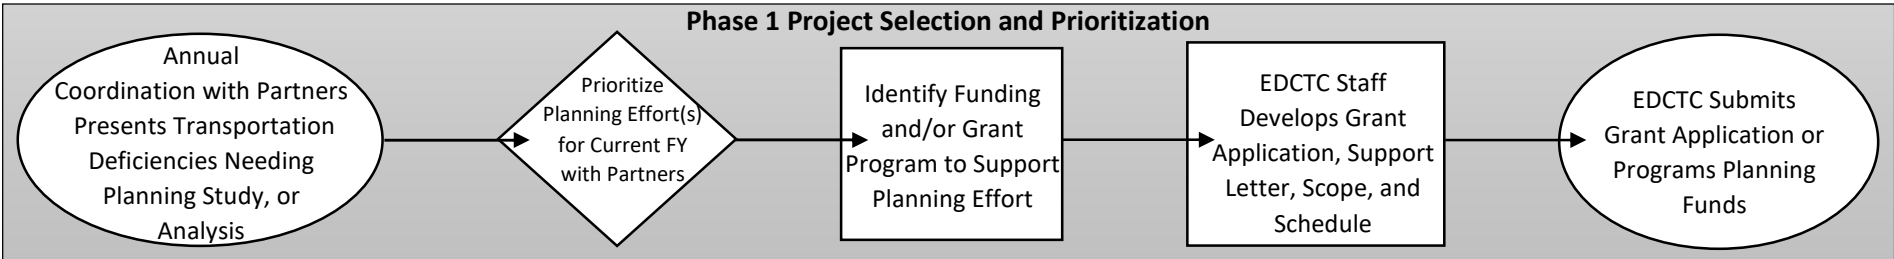 Phase 1 Project Selection and Prioritization
Annual
Coordination with Partners
Presents Transportation
Deficiencies Needing
Planning Study, or
Analysis
Prioritize
Planning Effort(s)
for Current FY
with Partners
Identify Funding
and/or Grant
Program to Support
Planning Effort
EDCTC Staff
Develops Grant
Application, Support
Letter, Scope, and
Schedule
EDCTC Submits
Grant Application or
Programs Planning
Funds